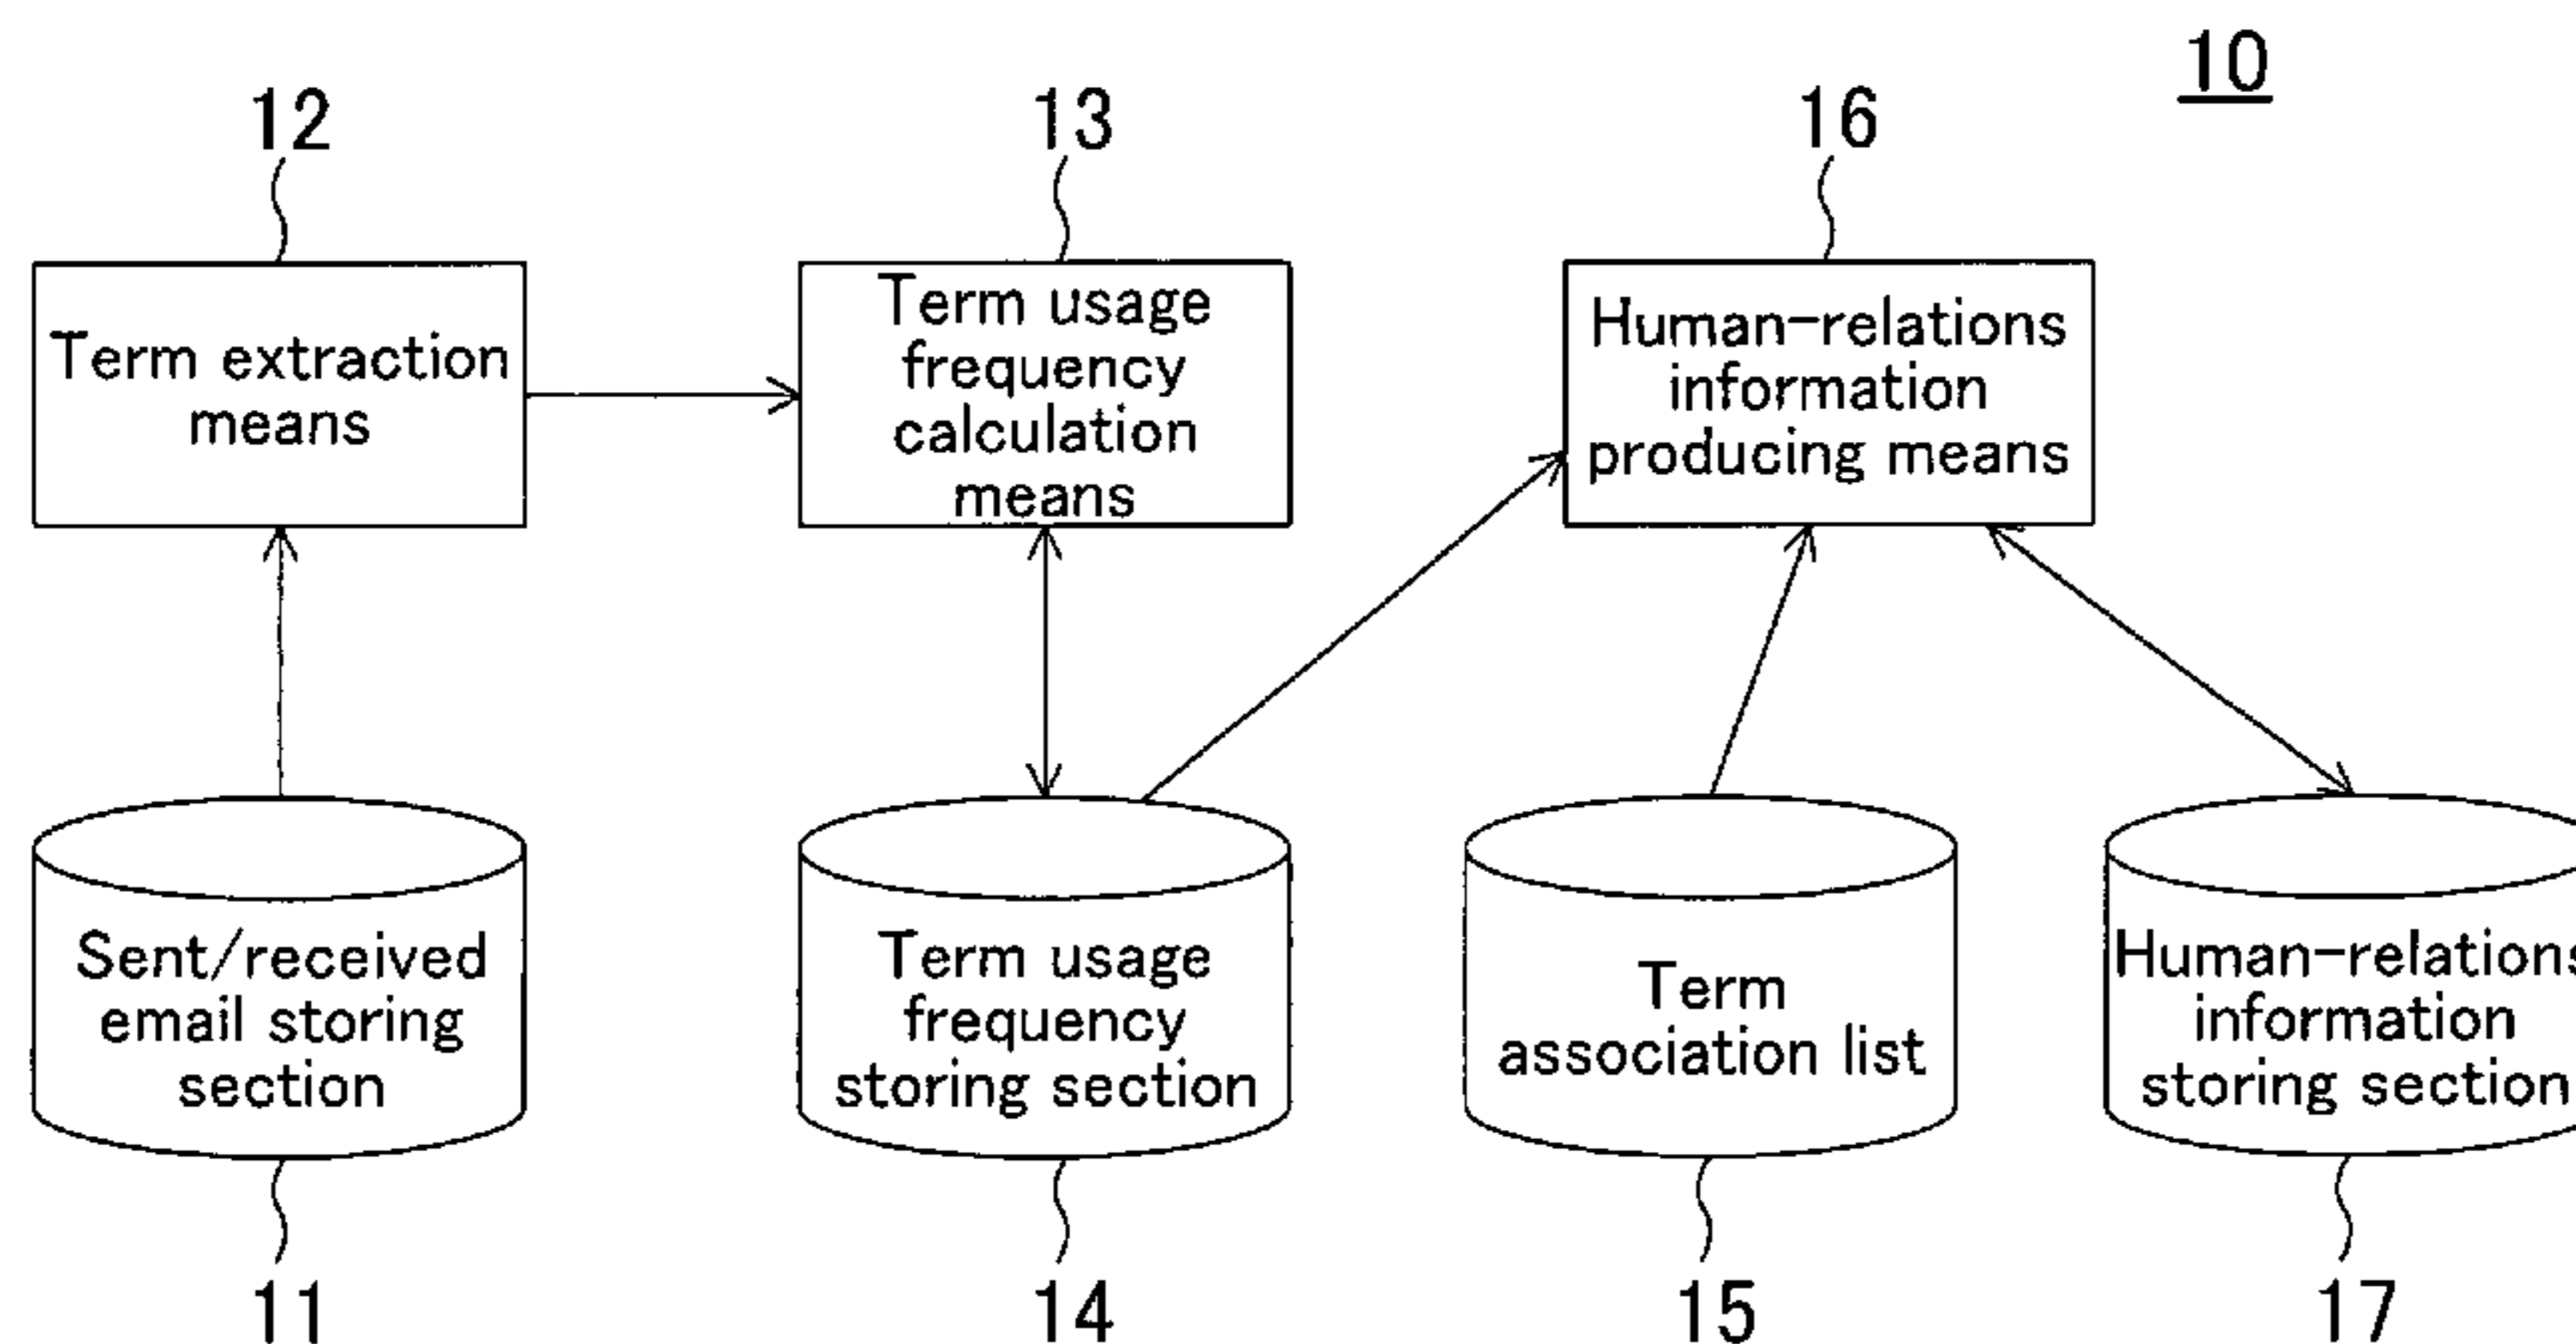 10
12
13
16
Term extraction
means
Term usage
frequency
calculation
means
Human-relations
information
producing means
Sent/received
email storing
section
Term usage
frequency
storing section
Term
association list
Human-relations
information
storing section
11
14
15
17